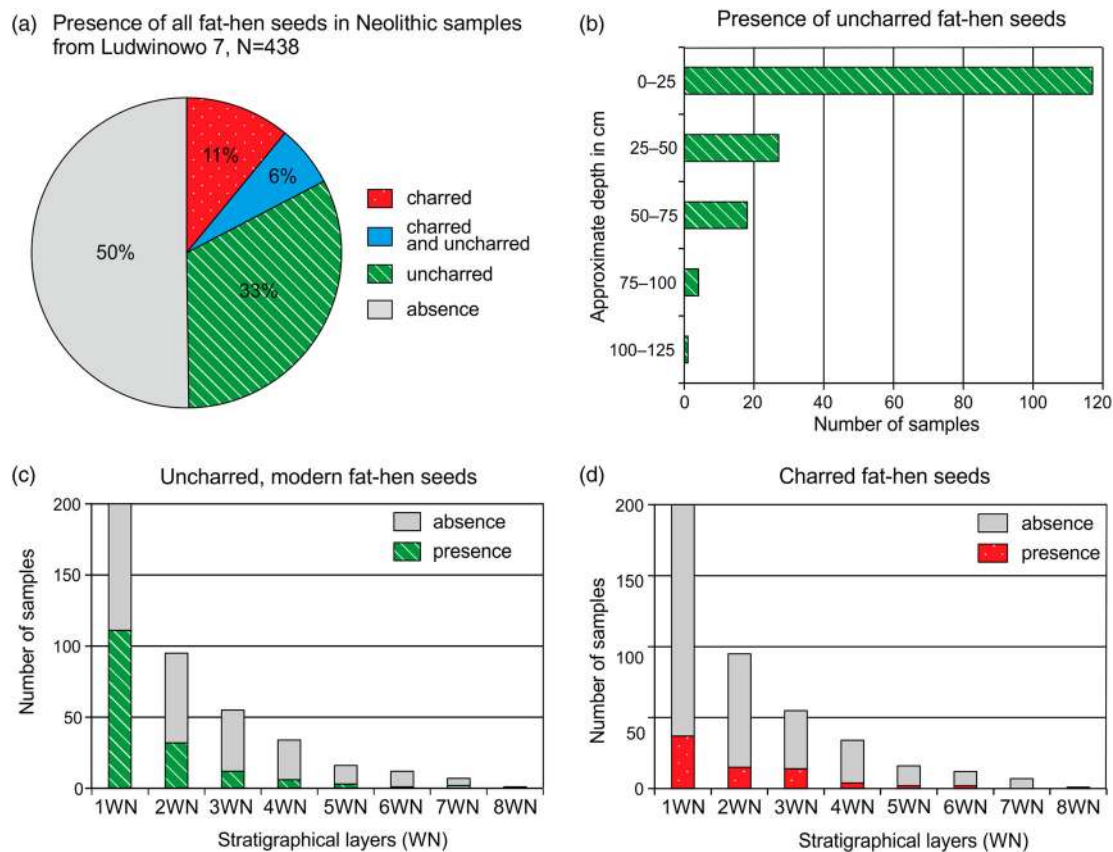 (a) Presence of all fat-hen seeds in Neolithic samples
from Ludwinowo 7, N=438
11%
6%
33%
50%
charred
charred
and uncharred
uncharred
absence
(b) Presence of uncharred fat-hen seeds
Approximate depth in cm
0–25
25–50
50–75
75–100
100–125
0 20 40 60 80 100 120
Number of samples
(c) Uncharred, modern fat-hen seeds
Number of samples
200
150
100
50
0
absence
presence
1WN 2WN 3WN 4WN 5WN 6WN 7WN 8WN
Stratigraphical layers (WN)
(d) Charred fat-hen seeds
Number of samples
200
150
100
50
0
absence
presence
1WN 2WN 3WN 4WN 5WN 6WN 7WN 8WN
Stratigraphical layers (WN)